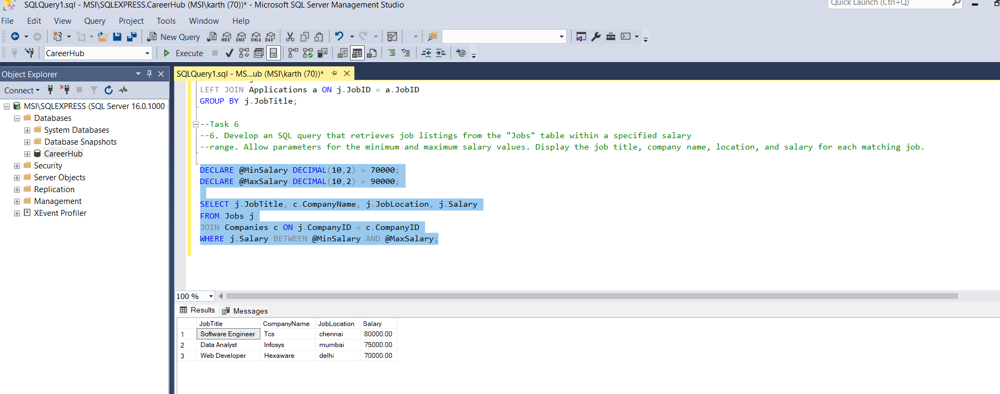 SQLQuery1.sql - MSI\SQLEXPRESS.CareerHub (MSI\karth (70))* - Microsoft SQL Server Management Studio
Quick Launch (Ctrl+Q)
File Edit View Query Project Tools Window Help
New Query MDX DMX XMLA DAX
CareerHub Execute
Object Explorer
SQLQuery1.sql - MS...ub (MSI\karth (70))*
Connect
MSI\SQLEXPRESS (SQL Server 16.0.1000 -
Databases
System Databases
Database Snapshots
CareerHub
Security
Server Objects
Replication
Management
XEvent Profiler
LEFT JOIN Applications a ON j.JobID = a.JobID
GROUP BY j.JobTitle;
--Task 6
--6. Develop an SQL query that retrieves job listings from the "Jobs" table within a specified salary
--range. Allow parameters for the minimum and maximum salary values. Display the job title, company name, location, and salary for each matching job.
DECLARE @MinSalary DECIMAL(10,2) = 70000;
DECLARE @MaxSalary DECIMAL(10,2) = 90000;
SELECT j.JobTitle, c.CompanyName, j.JobLocation, j.Salary
FROM Jobs j
JOIN Companies c ON j.CompanyID = c.CompanyID
WHERE j.Salary BETWEEN @MinSalary AND @MaxSalary;
100 %
Results Messages
JobTitle CompanyName JobLocation Salary
1 Software Engineer Tcs chennai 80000.00
2 Data Analyst Infosys mumbai 75000.00
3 Web Developer Hexaware delhi 70000.00